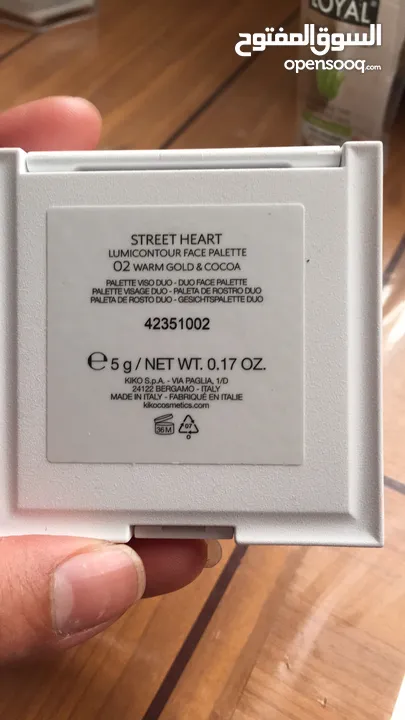 LOYAL®
السوق المفتوح
opensooq.com
STREET HEART
LUMICONTOUR FACE PALETTE
02 WARM GOLD & COCOA
PALETTE VISO DUO - DUO FACE PALETTE
PALETTE VISAGE DUO - PALETA DE ROSTRO DUO
PALETA DE ROSTO DUO - GESICHTSPALETTE DUO
42351002
℮ 5 g / NET WT. 0.17 OZ.
KIKO S.p.A. - VIA PAGLIA, 1/D
24122 BERGAMO - ITALY
MADE IN ITALY - FABRIQUÉ EN ITALIE
kikocosmetics.com
36M
07
O